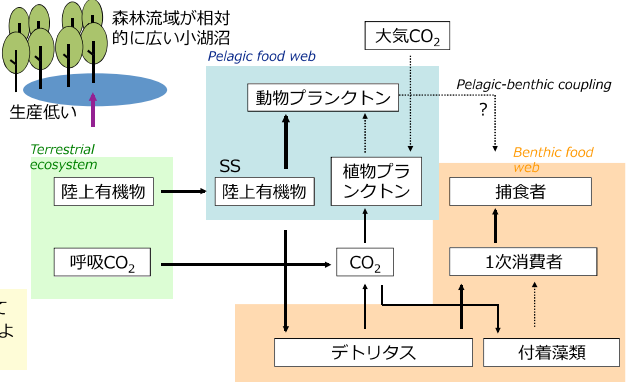 森林流域が相対
的に広い小湖沼
大気CO2
Pelagic food web
Pelagic-benthic coupling
動物プランクトン
?
生産低い
Terrestrial
ecosystem
Benthic food
web
SS
陸上有機物
陸上有機物
植物プラ
ンクトン
捕食者
呼吸CO2
CO2
1次消費者
て
よ
デトリタス
付着藻類